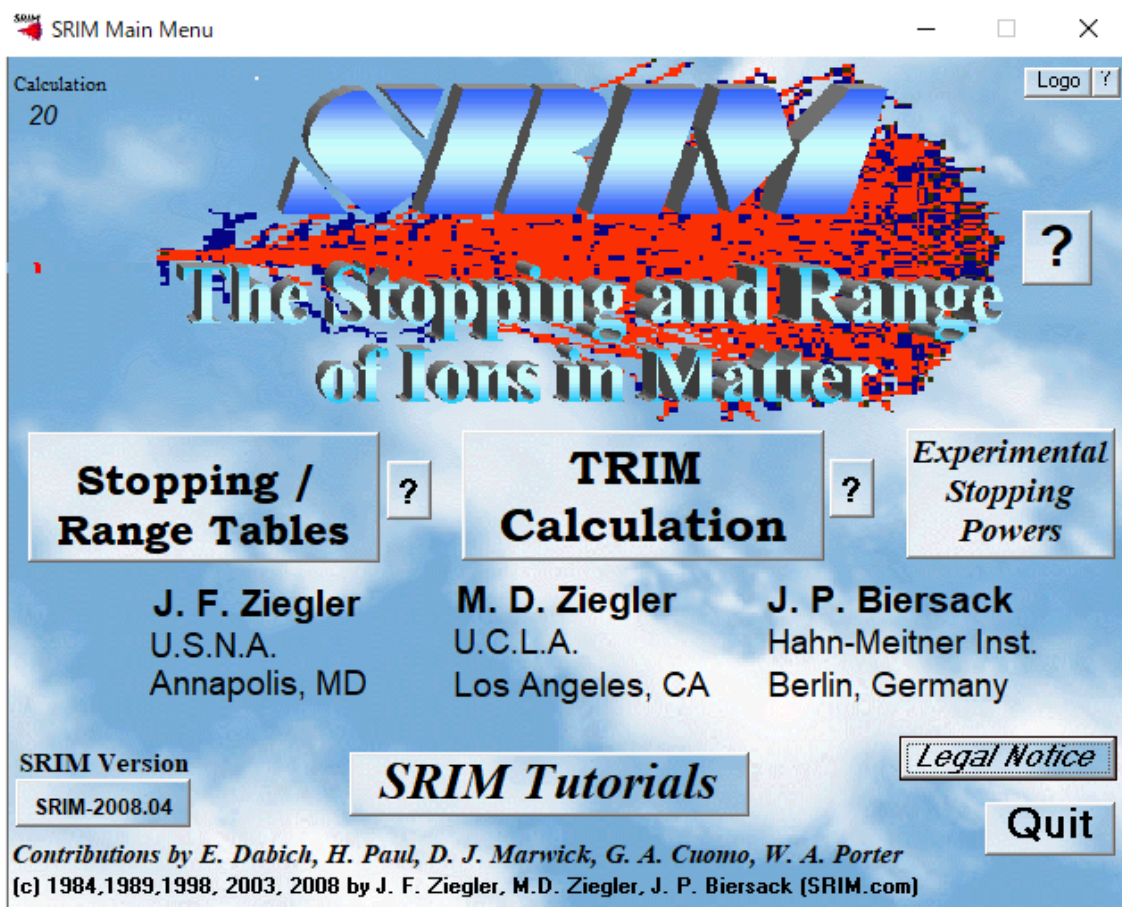 SRIM
SRIM Main Menu
Calculation
20
Logo ?
SRIM
?
The Stopping and Range
of Ions in Matter
Stopping /
Range Tables
?
TRIM
Calculation
?
Experimental
Stopping
Powers
J. F. Ziegler
U.S.N.A.
Annapolis, MD
M. D. Ziegler
U.C.L.A.
Los Angeles, CA
J. P. Biersack
Hahn-Meitner Inst.
Berlin, Germany
SRIM Version
SRIM-2008.04
SRIM Tutorials
Legal Notice
Quit
Contributions by E. Dabich, H. Paul, D. J. Marwick, G. A. Cuomo, W. A. Porter
(c) 1984,1989,1998, 2003, 2008 by J. F. Ziegler, M.D. Ziegler, J. P. Biersack (SRIM.com)